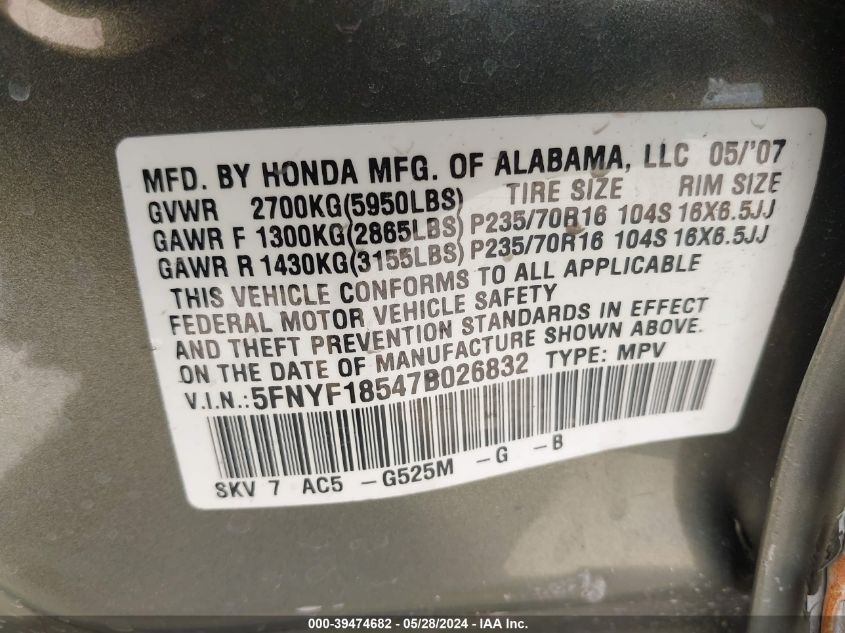 MFD. BY HONDA MFG. OF ALABAMA, LLC 05/'07
GVWR 2700KG(5950LBS) TIRE SIZE RIM SIZE
GAWR F 1300KG(2865LBS) P235/70R16 104S 16X6.5JJ
GAWR R 1430KG(3155LBS) P235/70R16 104S 16X6.5JJ
THIS VEHICLE CONFORMS TO ALL APPLICABLE
FEDERAL MOTOR VEHICLE SAFETY
AND THEFT PREVENTION STANDARDS IN EFFECT
ON THE DATE OF MANUFACTURE SHOWN ABOVE.
V.I.N.: 5FNYF18547B026832 TYPE: MPV
SKV 7 AC5 -G525M -G -B
000-39474682 - 05/28/2024 - IAA Inc.